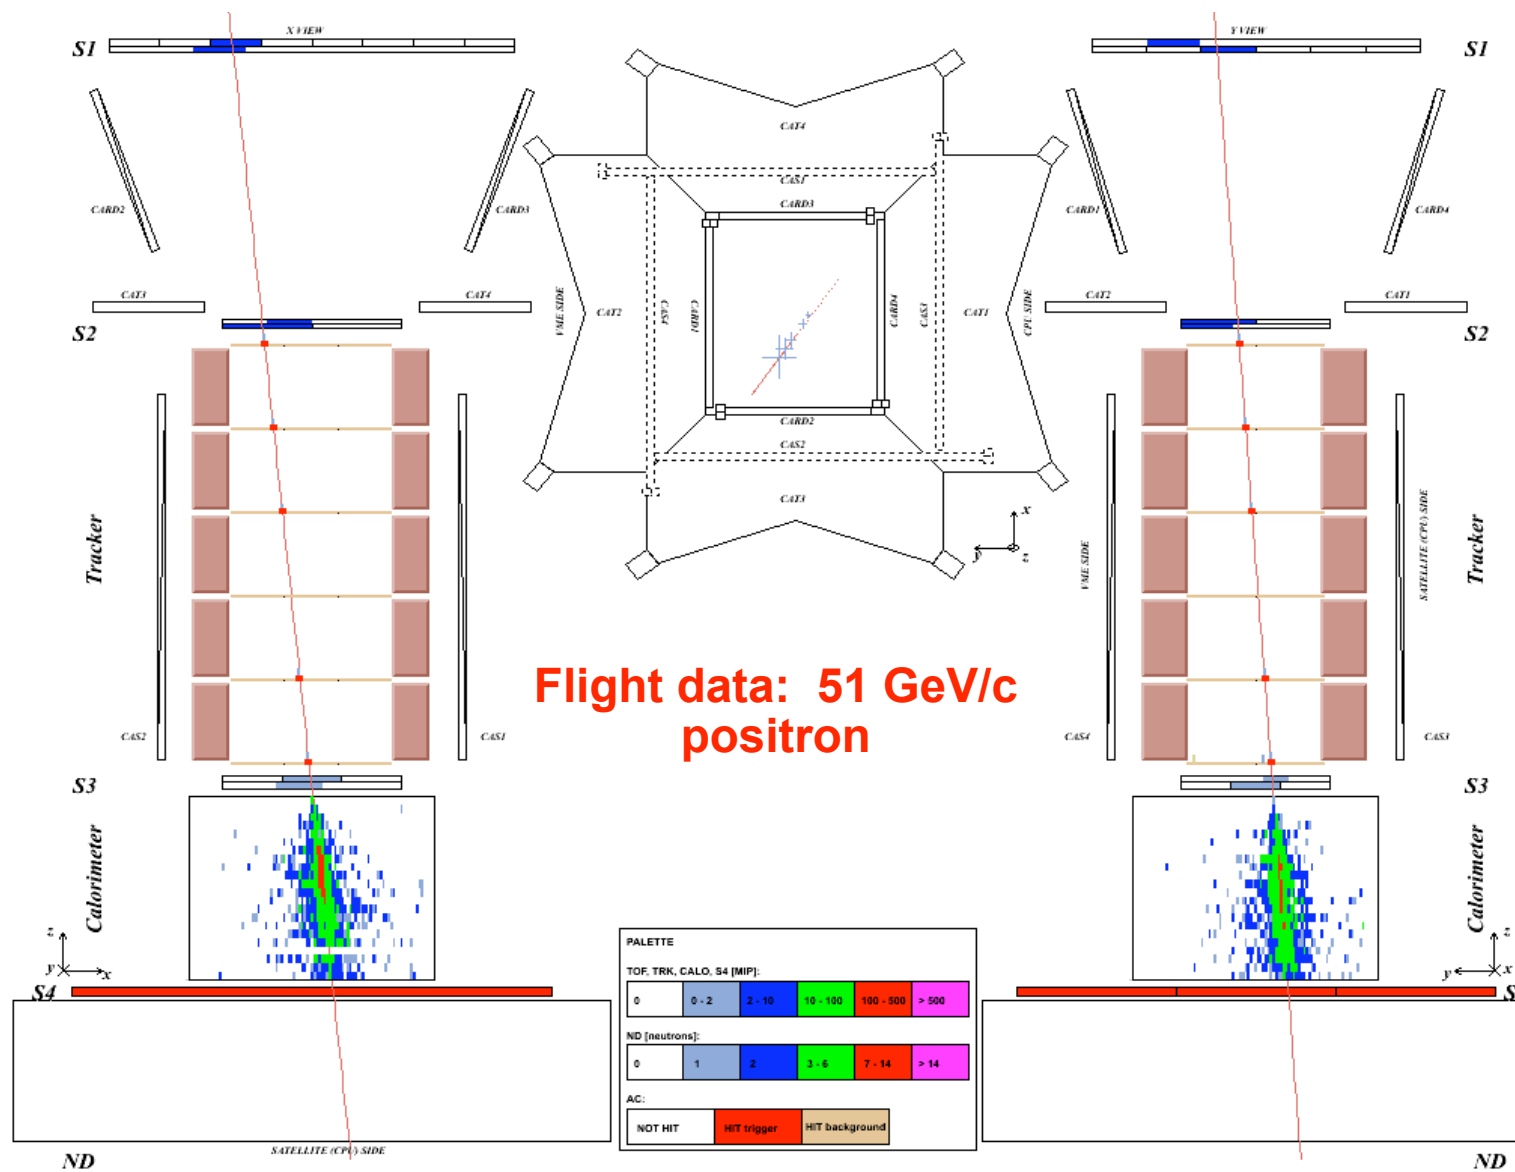 X VIEW
Y VIEW
S1
S1
CAT4
CARD2
CARD3
CAS1
CARD3
CARD1
CARD4
CAT3
CAT4
VME SIDE
CAT2
CAS4
CARD1
CARD4
CAS3
CAT1
CPU SIDE
CAT2
CAT1
S2
S2
CARD2
CAS2
CAT3
x
y
z
Tracker
VME SIDE
SATELLITE (CPU) SIDE
Tracker
Flight data: 51 GeV/c
positron
CAS2
CAS1
CAS4
CAS3
S3
S3
Calorimeter
Calorimeter
z
y
x
z
y
x
PALETTE
TOF, TRK, CALO, S4 [MIP]:
0
0 - 2
2 - 10
10 - 100
100 - 500
> 500
S4
S
ND [neutrons]:
0
1
2
3 - 6
7 - 14
> 14
AC:
NOT HIT
HIT trigger
HIT background
SATELLITE (CPU) SIDE
ND
ND